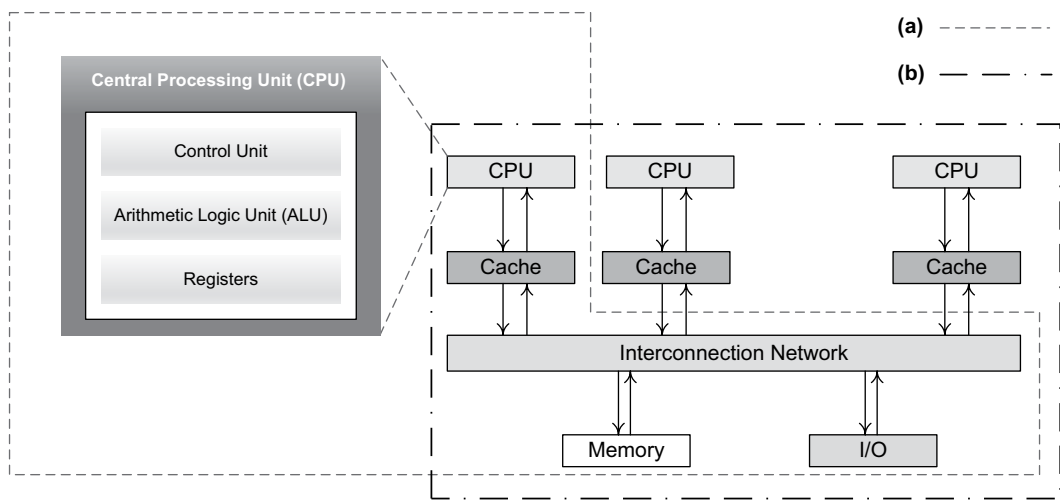 (a)
(b)
Central Processing Unit (CPU)
Control Unit
Arithmetic Logic Unit (ALU)
Registers
CPU
CPU
CPU
Cache
Cache
Cache
Interconnection Network
Memory
I/O